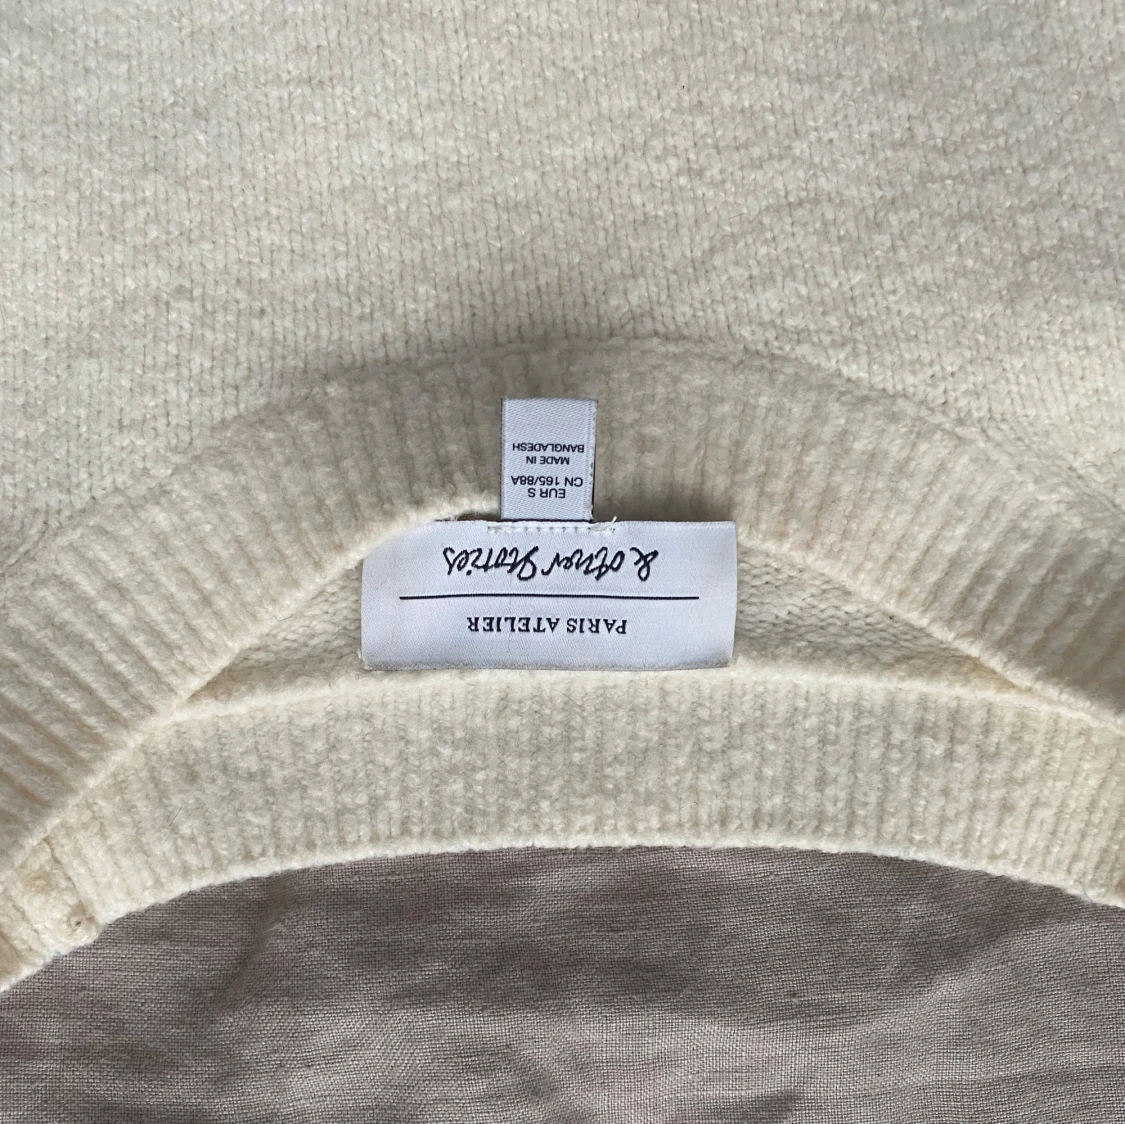 PARIS ATELIER
& other Stories
EUR S
CN 165/88A
MADE IN
BANGLADESH